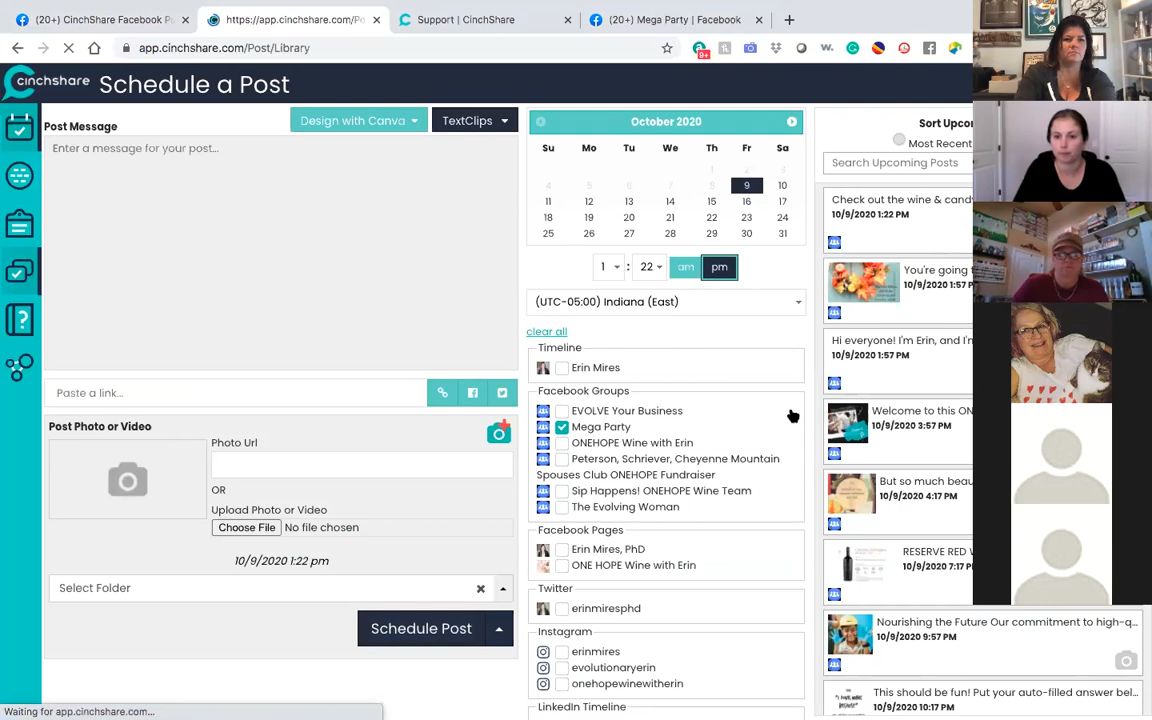 (20+) CinchShare Facebook Po
https://app.cinchshare.com/Po
Support | CinchShare
(20+) Mega Party | Facebook
app.cinchshare.com/Post/Library
9+
cinchshare
Schedule a Post
Post Message
Design with Canva
TextClips
Enter a message for your post...
Paste a link...
Post Photo or Video
Photo Url
OR
Upload Photo or Video
Choose File No file chosen
10/9/2020 1:22 pm
Select Folder
Schedule Post
October 2020
Su Mo Tu We Th Fr Sa
1 2 3
4 5 6 7 8 9 10
11 12 13 14 15 16 17
18 19 20 21 22 23 24
25 26 27 28 29 30 31
1 : 22 am pm
(UTC-05:00) Indiana (East)
clear all
Timeline
Erin Mires
Facebook Groups
EVOLVE Your Business
Mega Party
ONEHOPE Wine with Erin
Peterson, Schriever, Cheyenne Mountain
Spouses Club ONEHOPE Fundraiser
Sip Happens! ONEHOPE Wine Team
The Evolving Woman
Facebook Pages
Erin Mires, PhD
ONE HOPE Wine with Erin
Twitter
erinmiresphd
Instagram
erinmires
evolutionaryerin
onehopewinewitherin
LinkedIn Timeline
Sort Upco
Most Recent
Search Upcoming Posts
Check out the wine & candy
10/9/2020 1:22 PM
You're going t
10/9/2020 1:57 P
Hi everyone! I'm Erin, and I'm
10/9/2020 1:57 PM
Welcome to this ON
10/9/2020 3:57 PM
But so much beau
10/9/2020 4:17 PM
RESERVE RED W
10/9/2020 7:17 P
Nourishing the Future Our commitment to high-q...
10/9/2020 9:57 PM
This should be fun! Put your auto-filled answer bel...
10/9/2020 10:17 PM
Waiting for app.cinchshare.com...